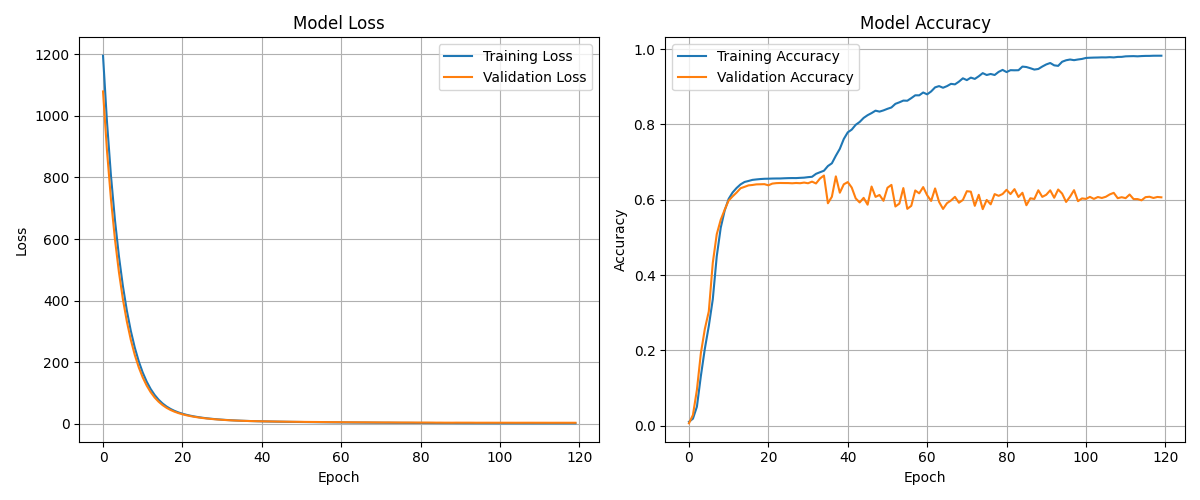 Model Loss
Training Loss
Validation Loss
1200
1000
800
600
400
200
0
Loss
0 20 40 60 80 100 120
Epoch
Model Accuracy
Training Accuracy
Validation Accuracy
1.0
0.8
0.6
0.4
0.2
0.0
Accuracy
0 20 40 60 80 100 120
Epoch